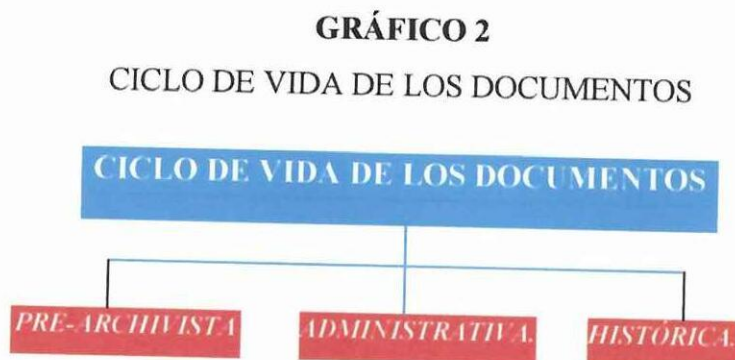 GRÁFICO 2
CICLO DE VIDA DE LOS DOCUMENTOS
CICLO DE VIDA DE LOS DOCUMENTOS
PRE-ARCHIVISTA
ADMINISTRATIVA.
HISTÓRICA.